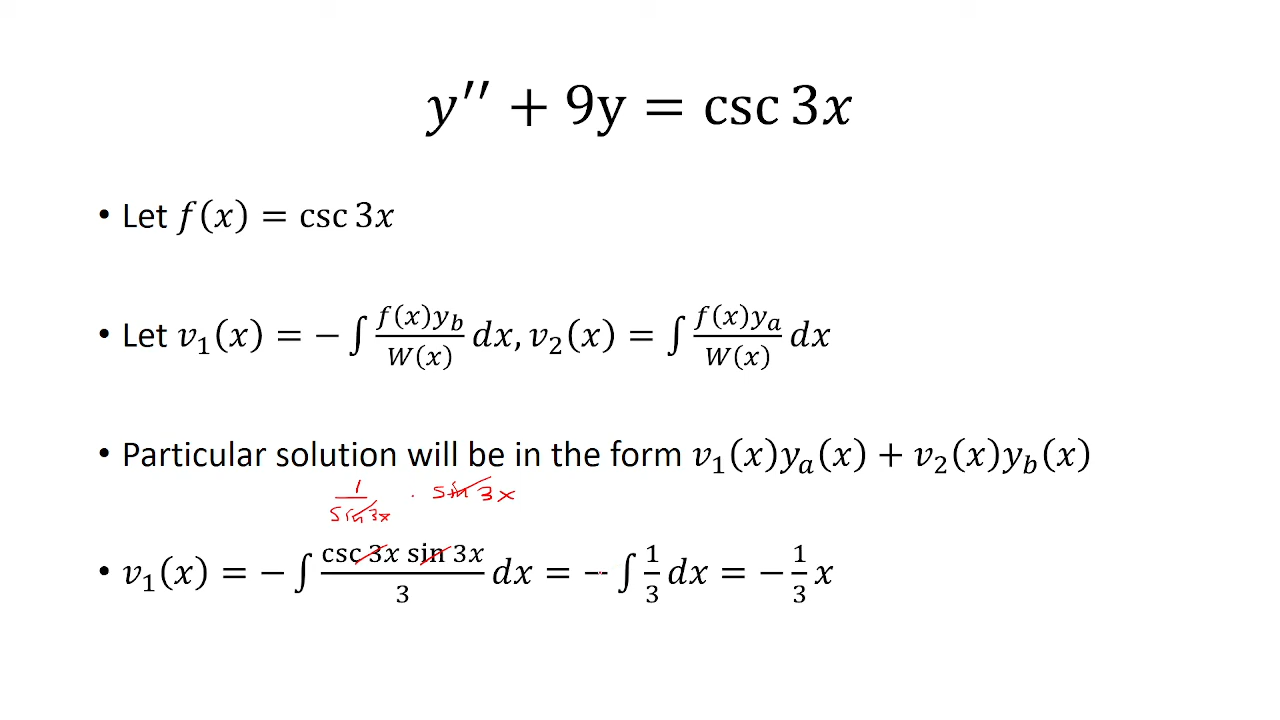 y′′ + 9y = csc 3x
• Let f(x) = csc 3x
• Let v₁(x) = −∫ f(x)y_b / W(x) dx, v₂(x) = ∫ f(x)y_a / W(x) dx
• Particular solution will be in the form v₁(x)y_a(x) + v₂(x)y_b(x)
1 / sin 3x · sin 3x
• v₁(x) = −∫ csc 3x sin 3x / 3 dx = −∫ 1/3 dx = −1/3 x